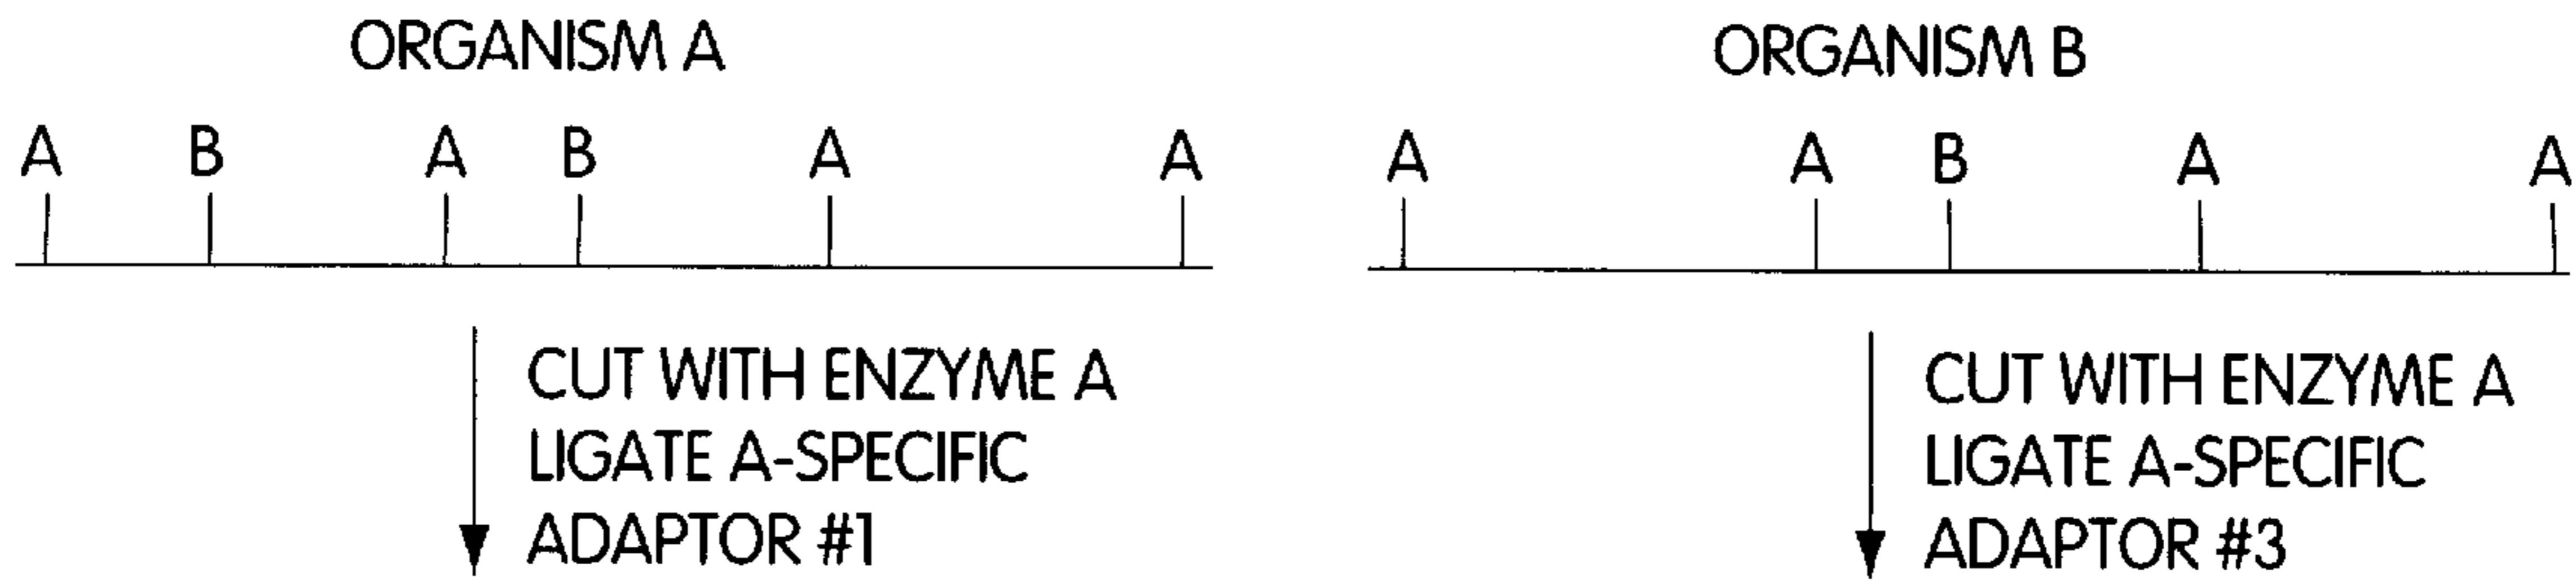 ORGANISM A
A B A B A A
CUT WITH ENZYME A
LIGATE A-SPECIFIC
ADAPTOR #1
ORGANISM B
A A B A A
CUT WITH ENZYME A
LIGATE A-SPECIFIC
ADAPTOR #3